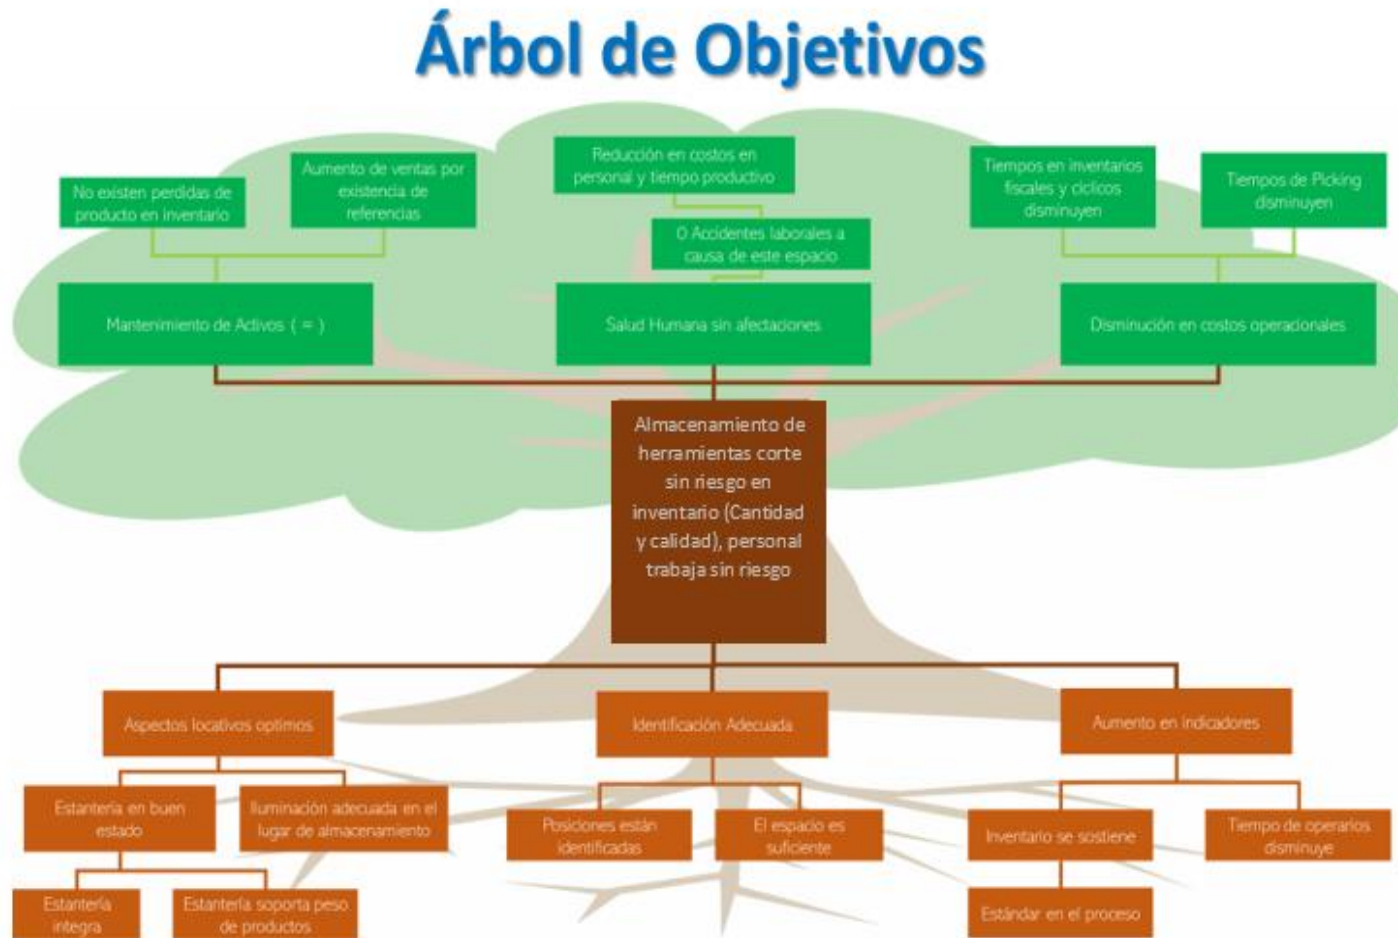 Árbol de Objetivos
No existen perdidas de
producto en inventario
Aumento de ventas por
existencia de
referencias
Reducción en costos en
personal y tiempo productivo
0 Accidentes laborales a
causa de este espacio
Tiempos en inventarios
fiscales y cíclicos
disminuyen
Tiempos de Picking
disminuyen
Mantenimiento de Activos ( = )
Salud Humana sin afectaciones
Disminución en costos operacionales
Almacenamiento de
herramientas corte
sin riesgo en
inventario (Cantidad
y calidad), personal
trabaja sin riesgo
Aspectos locativos optimos
Identificación Adecuada
Aumento en indicadores
Estantería en buen
estado
Iluminación adecuada en el
lugar de almacenamiento
Posiciones están
identificadas
El espacio es
suficiente
Inventario se sostiene
Tiempo de operarios
disminuye
Estantería
integra
Estantería soporta peso
de productos
Estándar en el proceso